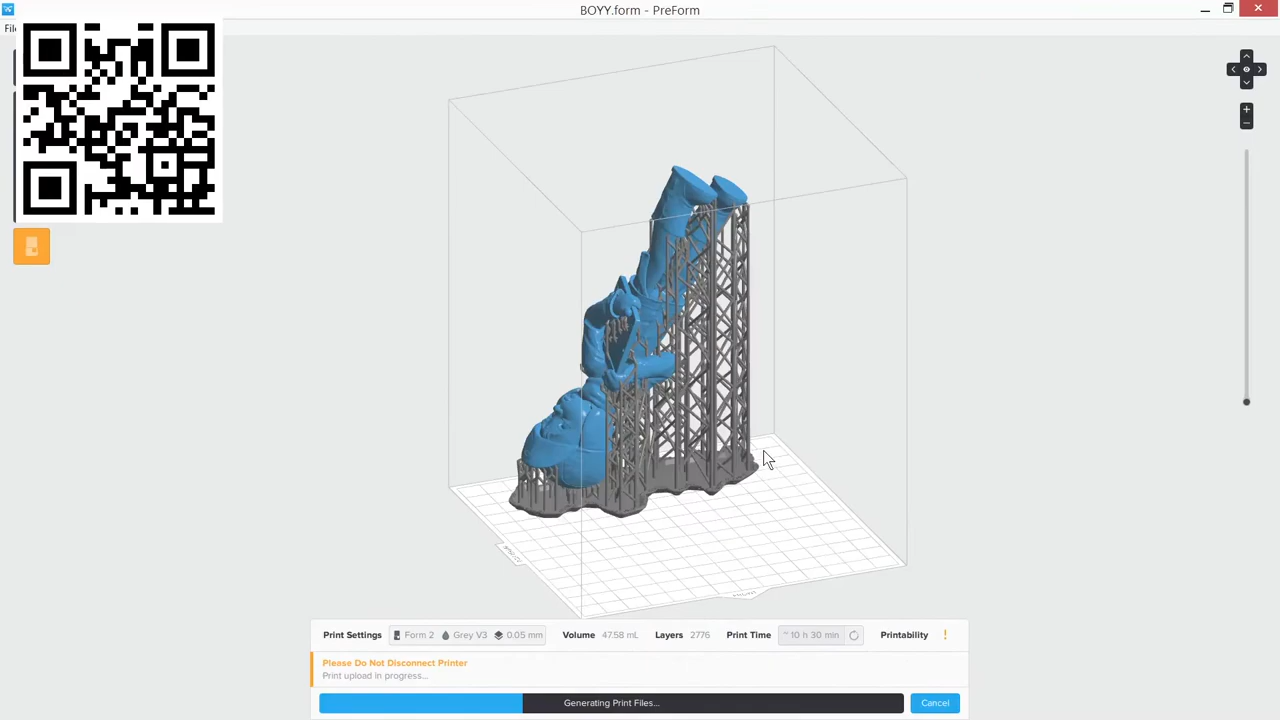 BOYY.form - PreForm
File
Print Settings Form 2 Grey V3 0.05 mm Volume 47.58 mL Layers 2776 Print Time ~ 10 h 30 min Printability !
Please Do Not Disconnect Printer
Print upload in progress...
Generating Print Files... Cancel